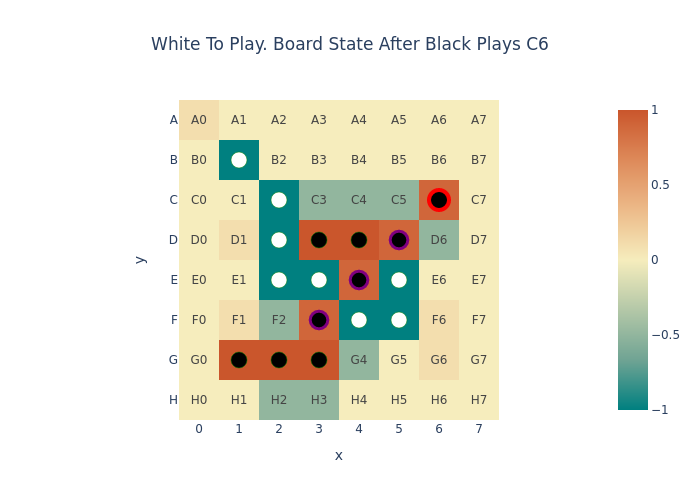 White To Play. Board State After Black Plays C6
A A0 A1 A2 A3 A4 A5 A6 A7 1
B B0 B2 B3 B4 B5 B6 B7 0.5
C C0 C1 C3 C4 C5 C7
D D0 D1 D6 D7 0
y
E E0 E1 E6 E7
F F0 F1 F2 F6 F7 −0.5
G G0 G4 G5 G6 G7
H H0 H1 H2 H3 H4 H5 H6 H7 −1
0 1 2 3 4 5 6 7
x